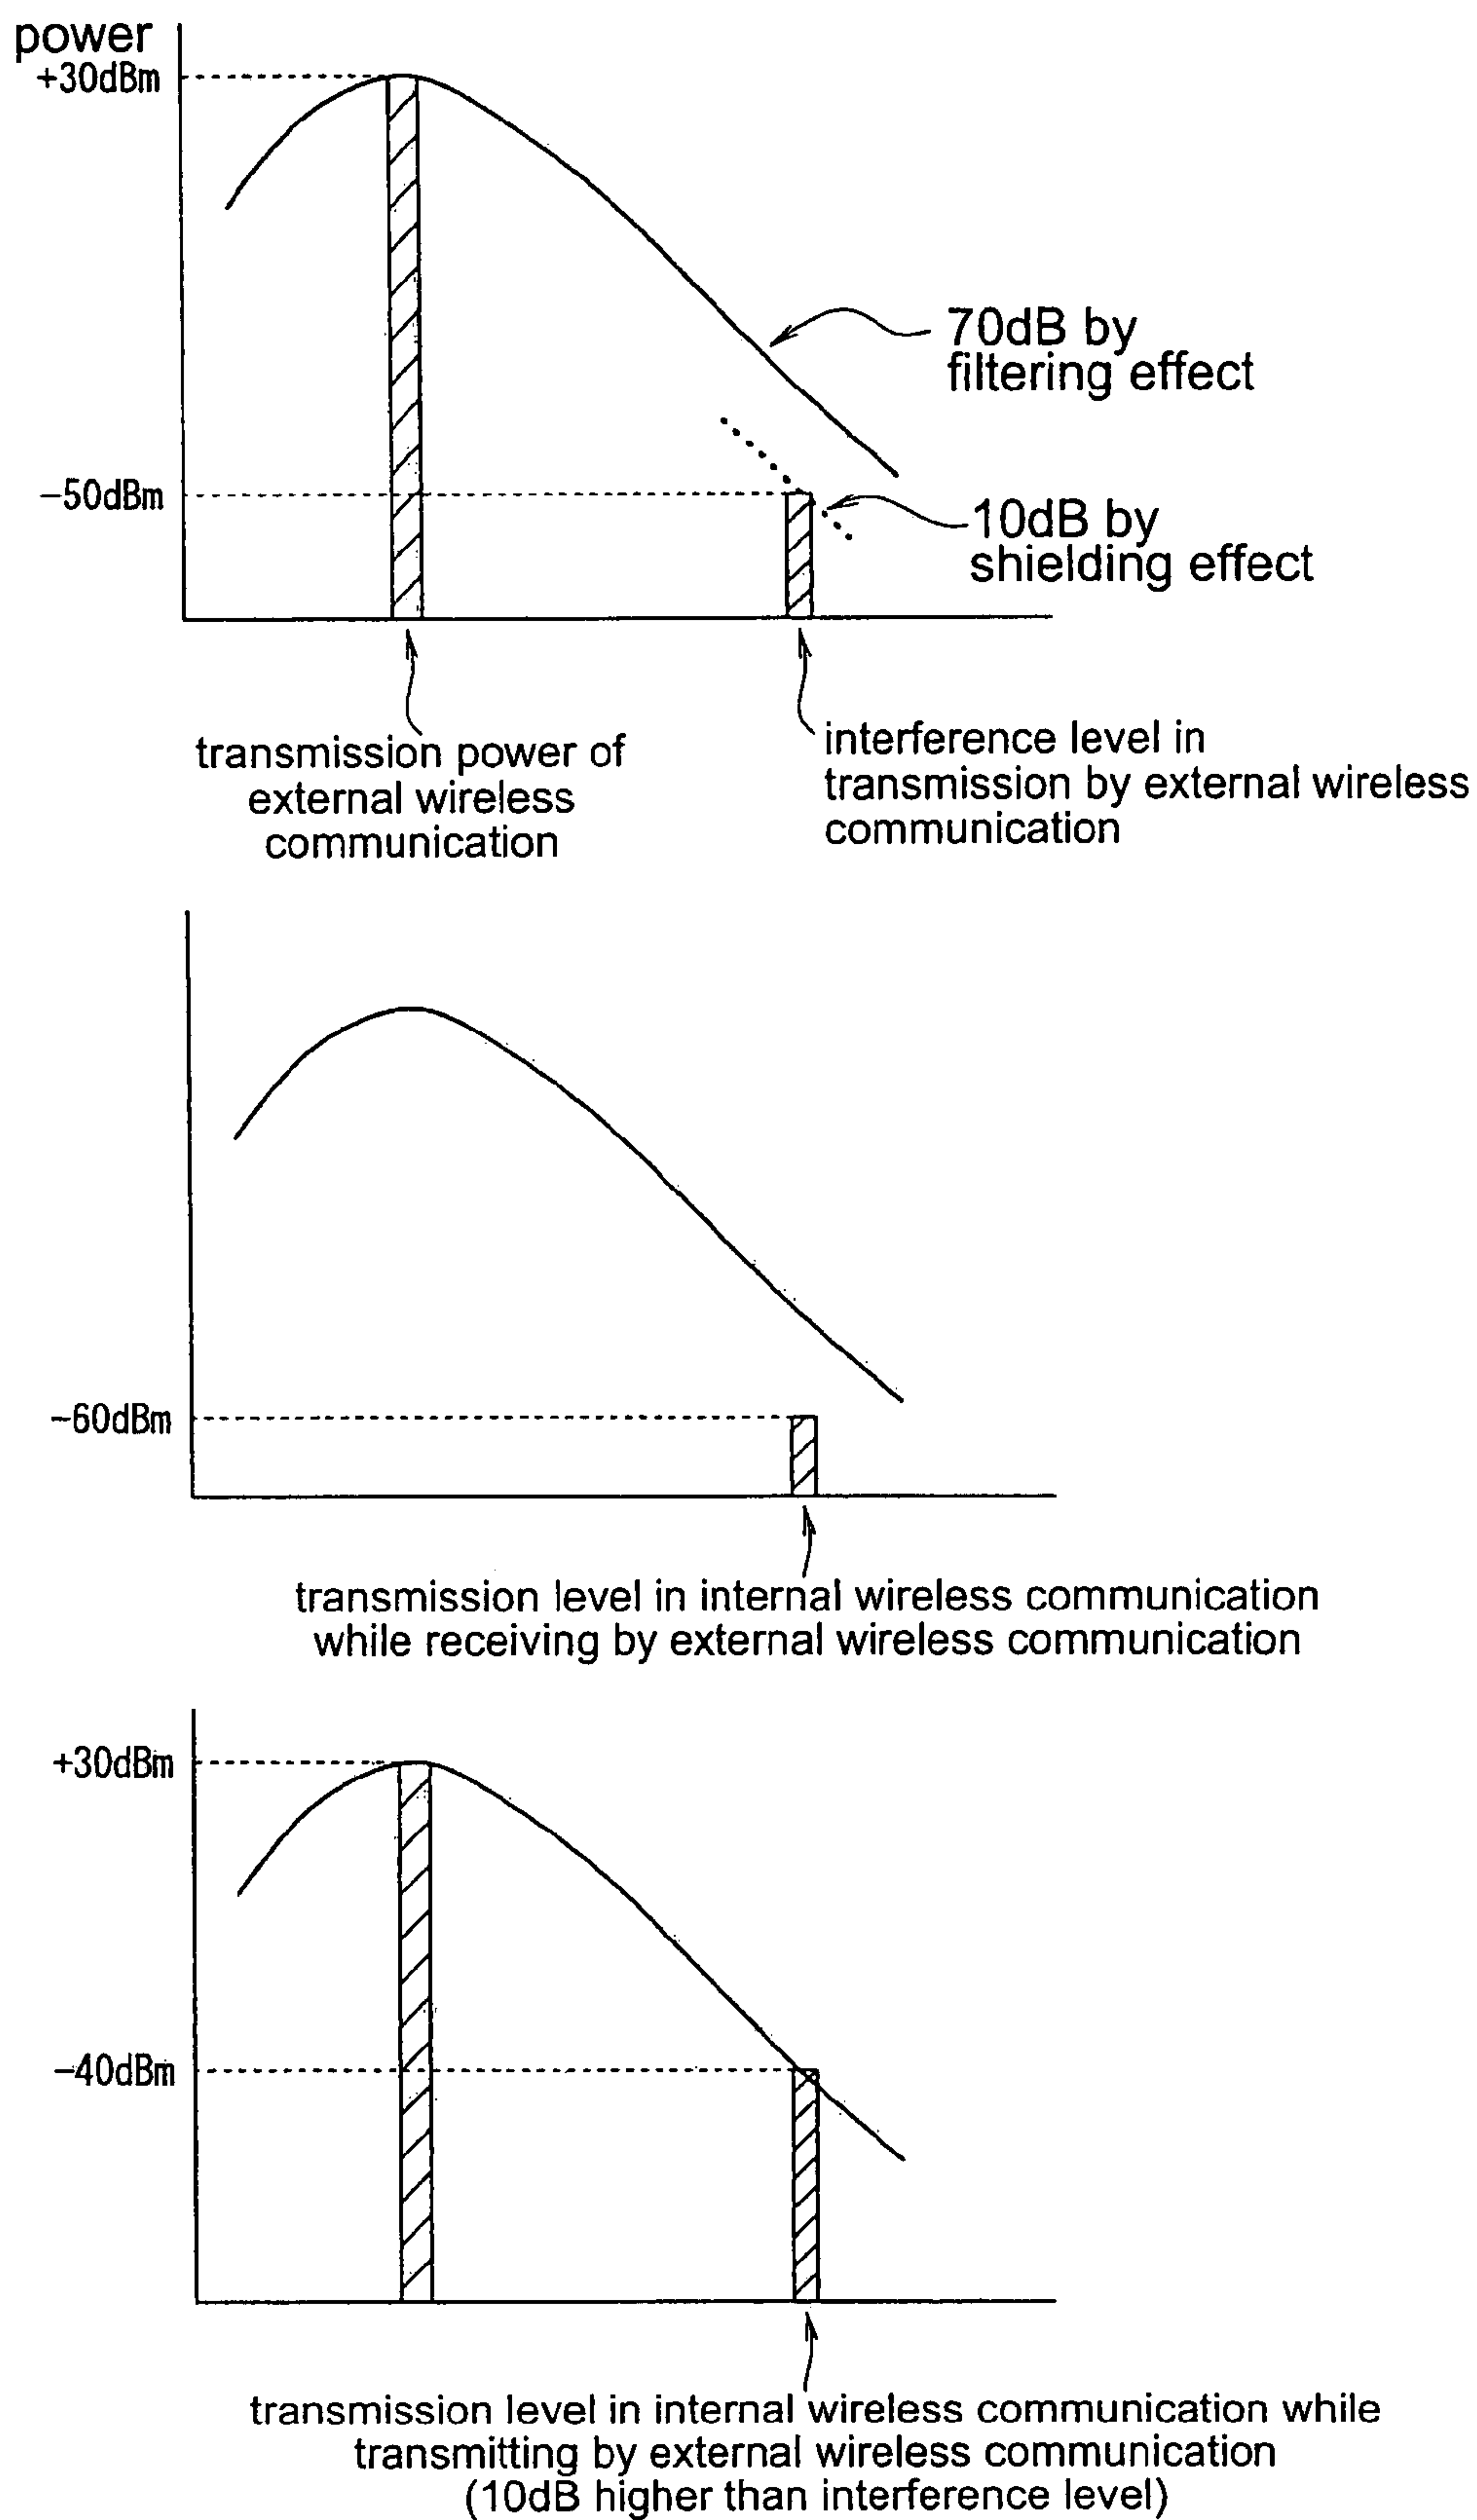 power
+30dBm
70dB by
filtering effect
−50dBm
10dB by
shielding effect
transmission power of
external wireless
communication
interference level in
transmission by external wireless
communication
−60dBm
transmission level in internal wireless communication
while receiving by external wireless communication
+30dBm
−40dBm
transmission level in internal wireless communication while
transmitting by external wireless communication
(10dB higher than interference level)